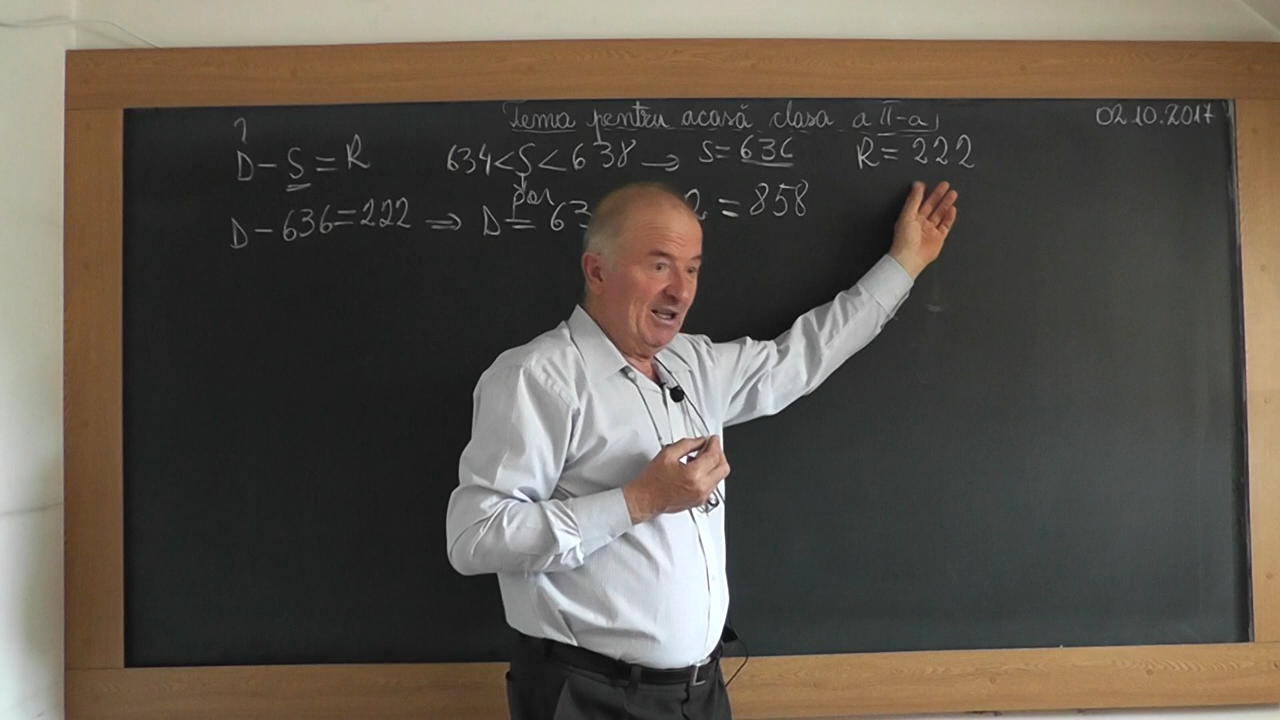 Tema pentru acasă clasa a II-a 02.10.2017
?
D - S = R 634 < S < 638 → S = 636 R = 222
par
D - 636 = 222 ⇒ D = 63 2 = 858